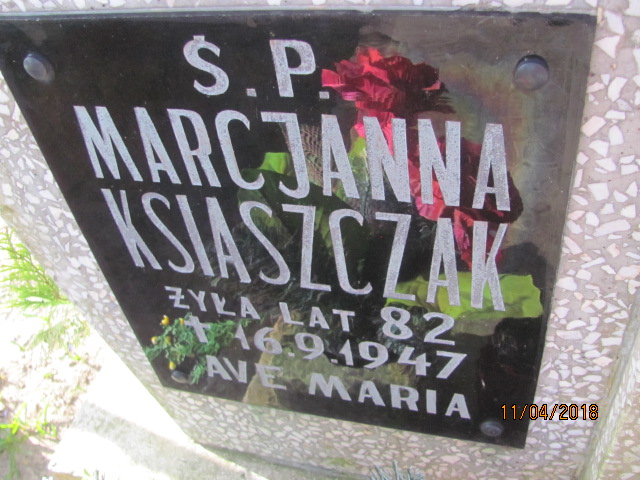 Ś.P.
MARCJANNA
KSIASZCZAK
ŻYŁA LAT 82
† 16.9.1947
AVE MARIA
11/04/2018